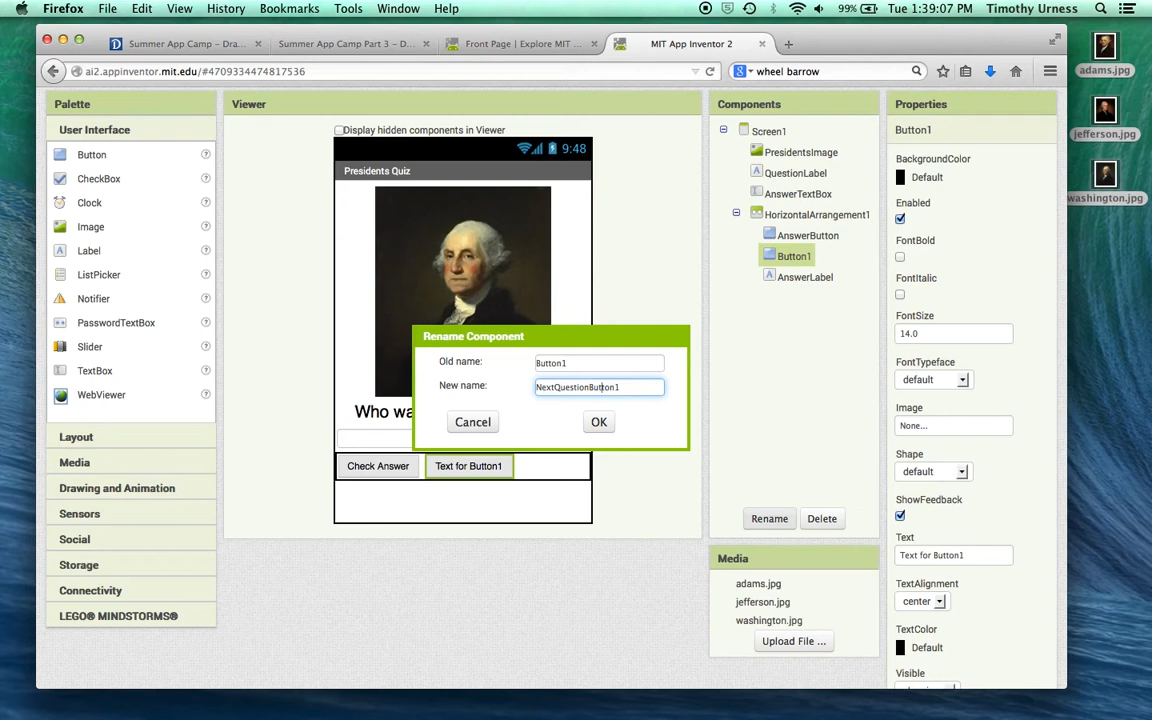 Firefox File Edit View History Bookmarks Tools Window Help 99% Tue 1:39:07 PM Timothy Urness
Summer App Camp – Dra... Summer App Camp Part 3 – D... Front Page | Explore MIT ... MIT App Inventor 2
ai2.appinventor.mit.edu/#4709334474817536 wheel barrow
adams.jpg
jefferson.jpg
washington.jpg
Palette
User Interface
Button
CheckBox
Clock
Image
Label
ListPicker
Notifier
PasswordTextBox
Slider
TextBox
WebViewer
Layout
Media
Drawing and Animation
Sensors
Social
Storage
Connectivity
LEGO® MINDSTORMS®
Viewer
Display hidden components in Viewer
9:48
Presidents Quiz
Who wa
Check Answer Text for Button1
Rename Component
Old name: Button1
New name: NextQuestionButton1
Cancel OK
Components
Screen1
PresidentsImage
QuestionLabel
AnswerTextBox
HorizontalArrangement1
AnswerButton
Button1
AnswerLabel
Rename Delete
Media
adams.jpg
jefferson.jpg
washington.jpg
Upload File ...
Properties
Button1
BackgroundColor
Default
Enabled
FontBold
FontItalic
FontSize
14.0
FontTypeface
default
Image
None...
Shape
default
ShowFeedback
Text
Text for Button1
TextAlignment
center
TextColor
Default
Visible